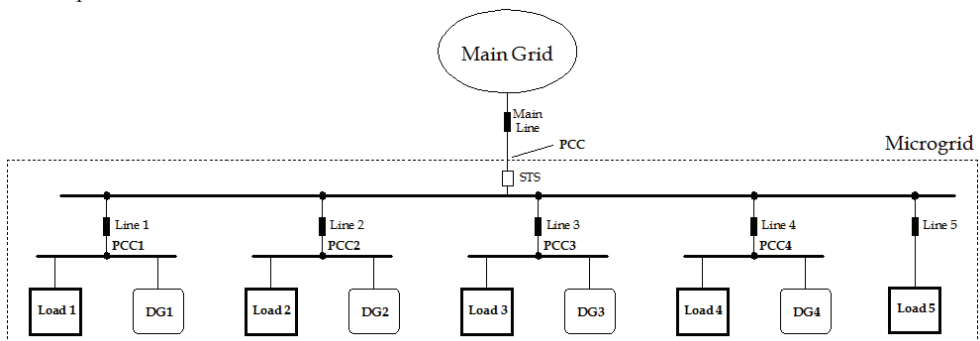 Main Grid
Main
Line
PCC
Microgrid
STS
Line 1
Line 2
Line 3
Line 4
Line 5
PCC1
PCC2
PCC3
PCC4
Load 1
DG1
Load 2
DG2
Load 3
DG3
Load 4
DG4
Load 5